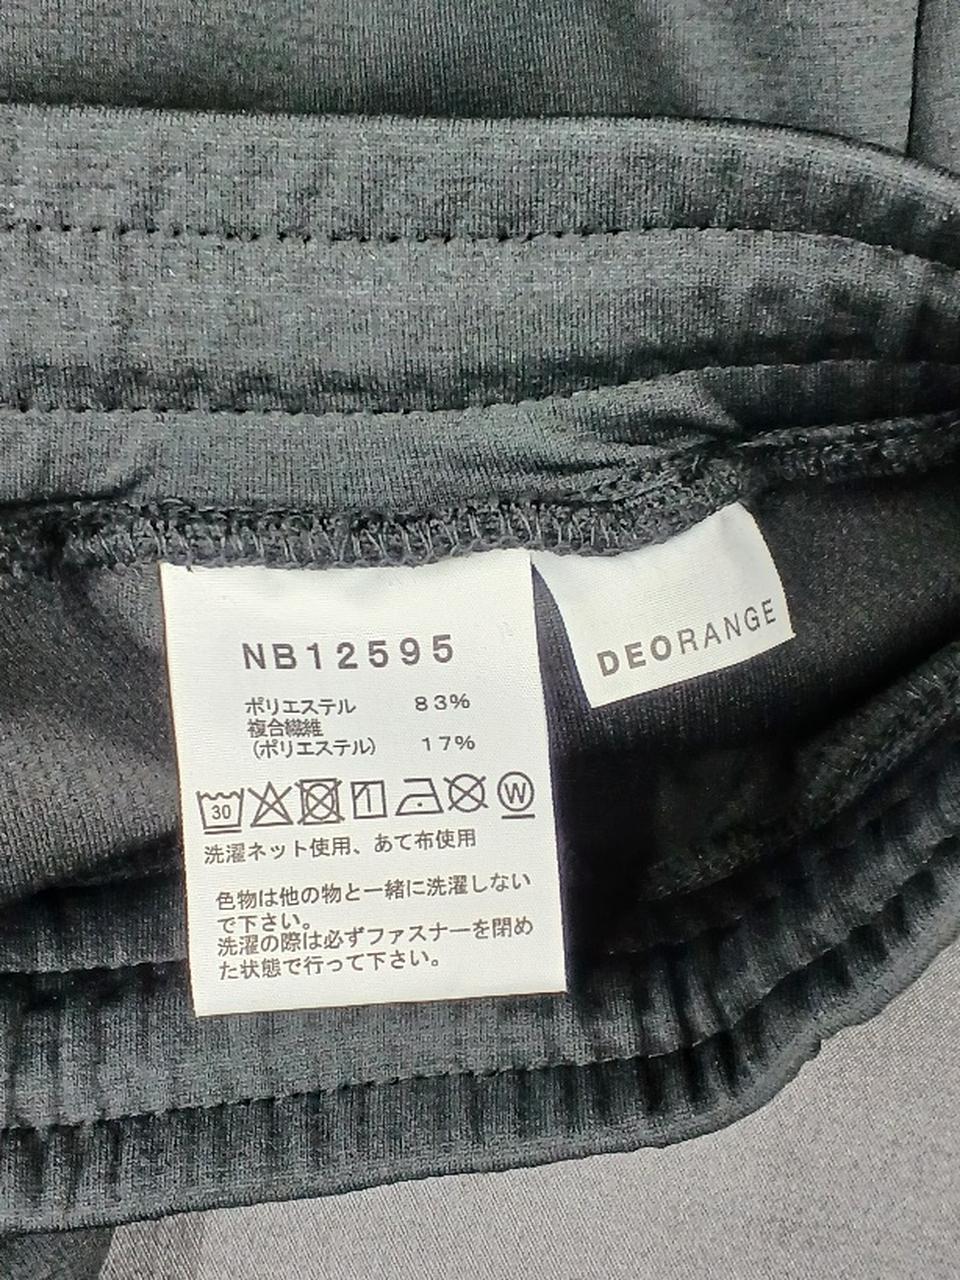 NB12595
ポリエステル 83%
複合繊維
（ポリエステル） 17%
30 W
洗濯ネット使用、あて布使用
色物は他の物と一緒に洗濯しない
で下さい。
洗濯の際は必ずファスナーを閉め
た状態で行って下さい。
DEORANGE